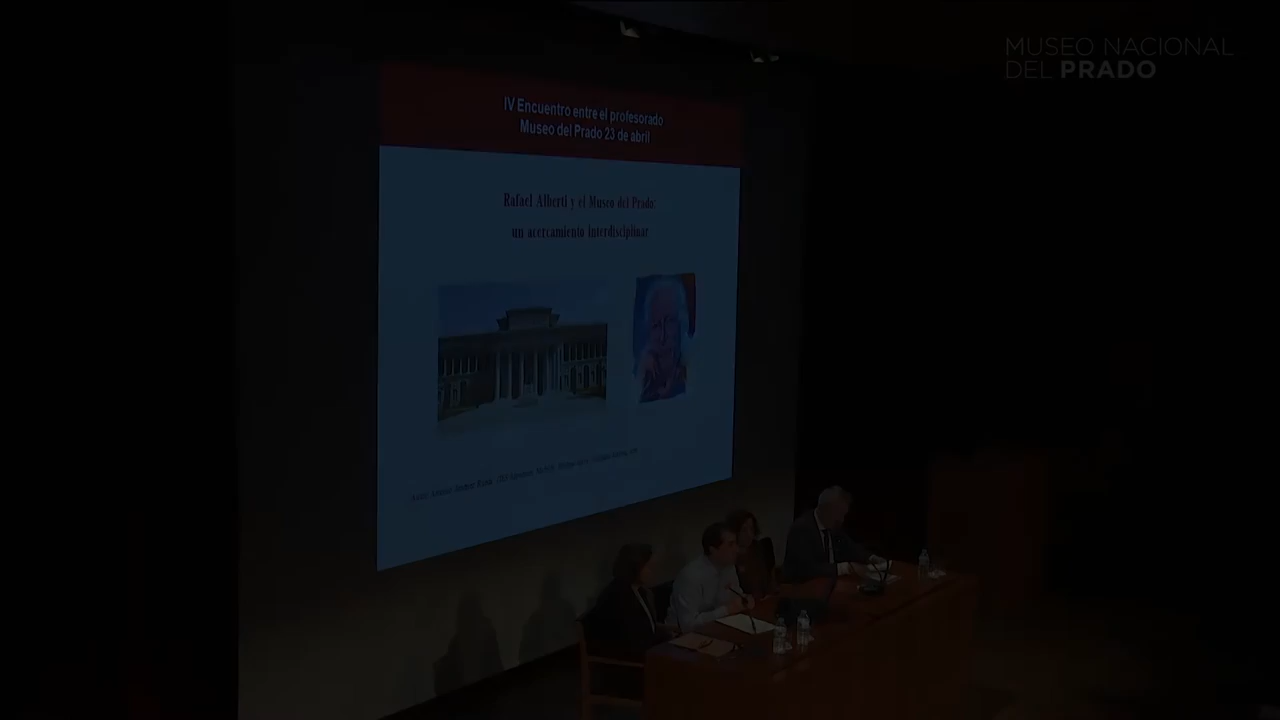 MUSEO NACIONAL
DEL PRADO
IV Encuentro entre el profesorado
Museo del Prado 23 de abril
Rafael Alberti y el Museo del Prado:
un acercamiento interdisciplinar